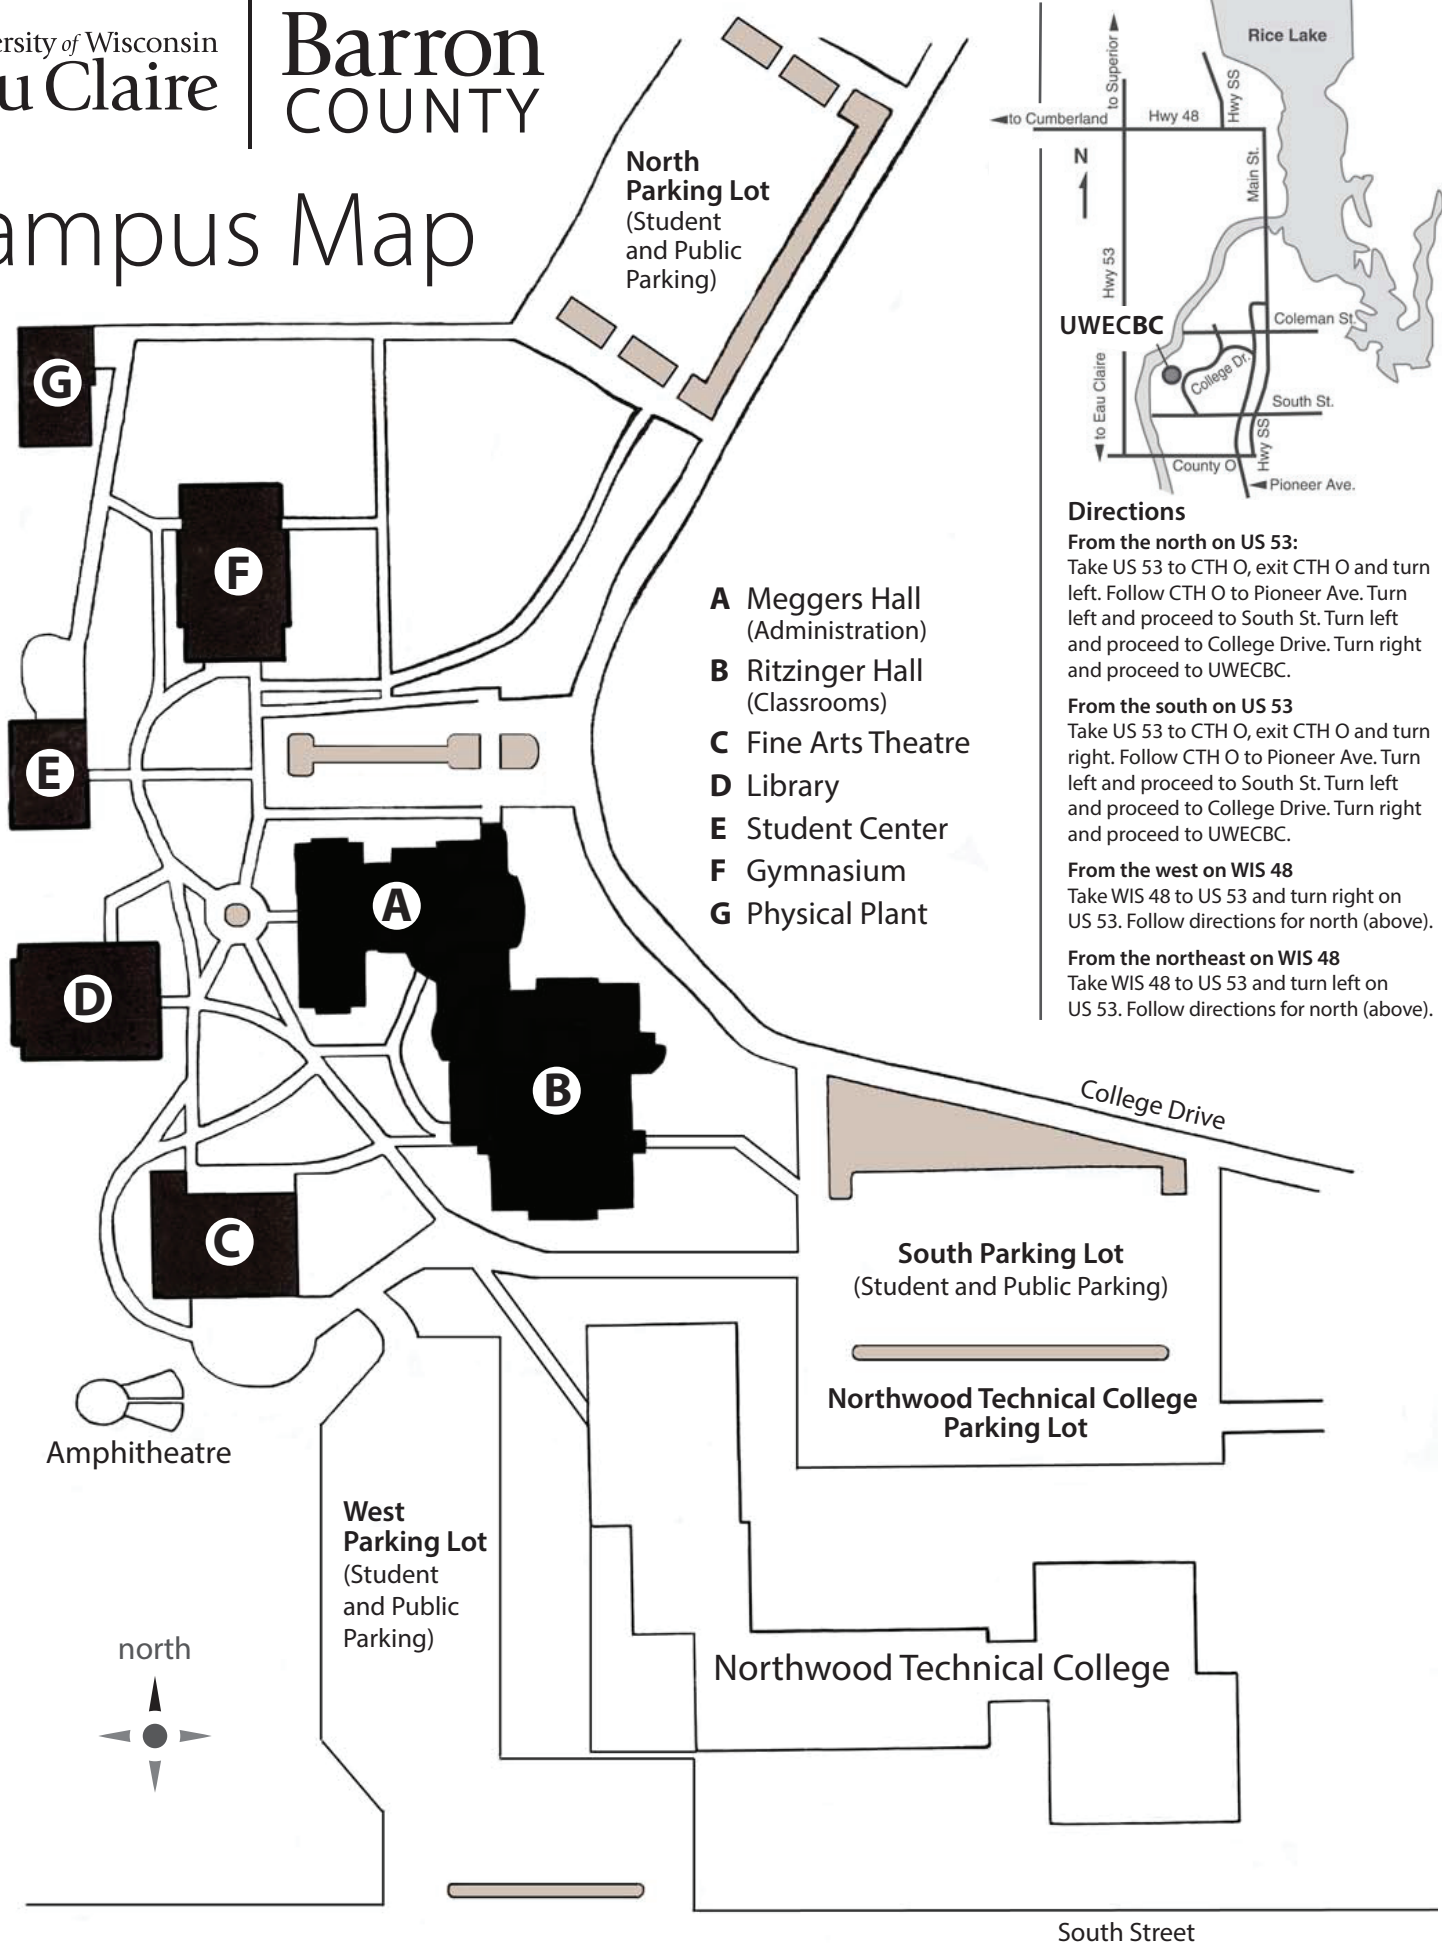 of Wisconsin
Claire
Barron
COUNTY
Map
North
Parking Lot
(Student
and Public
Parking)
Rice Lake
to Superior
Hwy SS
to Cumberland
Hwy 48
N
Main St.
Hwy 53
UWECBC
Coleman St.
College Dr.
to Eau Claire
South St.
Hwy SS
County O
Pioneer Ave.
Directions
From the north on US 53:
Take US 53 to CTH O, exit CTH O and turn
left. Follow CTH O to Pioneer Ave. Turn
left and proceed to South St. Turn left
and proceed to College Drive. Turn right
and proceed to UWECBC.
From the south on US 53
Take US 53 to CTH O, exit CTH O and turn
right. Follow CTH O to Pioneer Ave. Turn
left and proceed to South St. Turn left
and proceed to College Drive. Turn right
and proceed to UWECBC.
From the west on WIS 48
Take WIS 48 to US 53 and turn right on
US 53. Follow directions for north (above).
From the northeast on WIS 48
Take WIS 48 to US 53 and turn left on
US 53. Follow directions for north (above).
A Meggers Hall
(Administration)
B Ritzinger Hall
(Classrooms)
C Fine Arts Theatre
D Library
E Student Center
F Gymnasium
G Physical Plant
G
F
E
A
D
B
C
College Drive
South Parking Lot
(Student and Public Parking)
Northwood Technical College
Parking Lot
Amphitheatre
West
Parking Lot
(Student
and Public
Parking)
north
Northwood Technical College
South Street